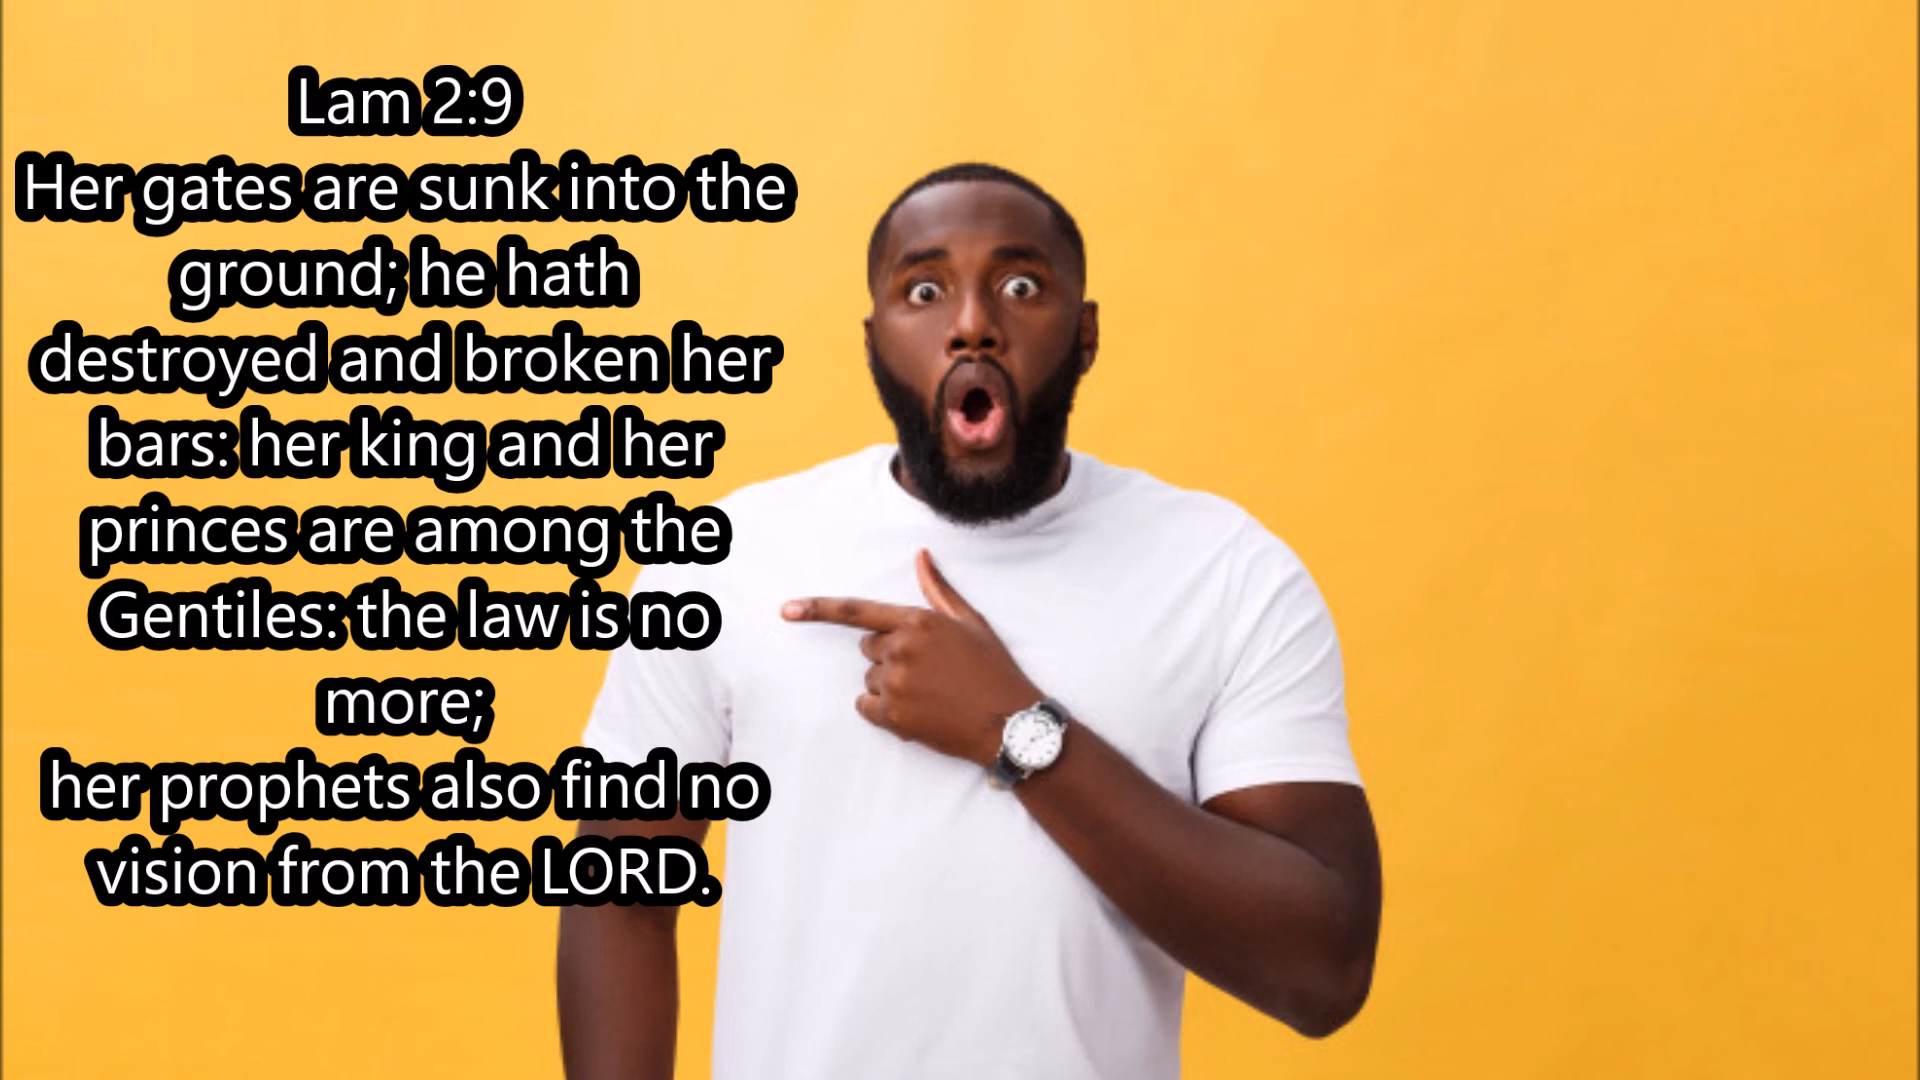 Lam 2:9
Her gates are sunk into the
ground; he hath
destroyed and broken her
bars: her king and her
princes are among the
Gentiles: the law is no
more;
her prophets also find no
vision from the LORD.